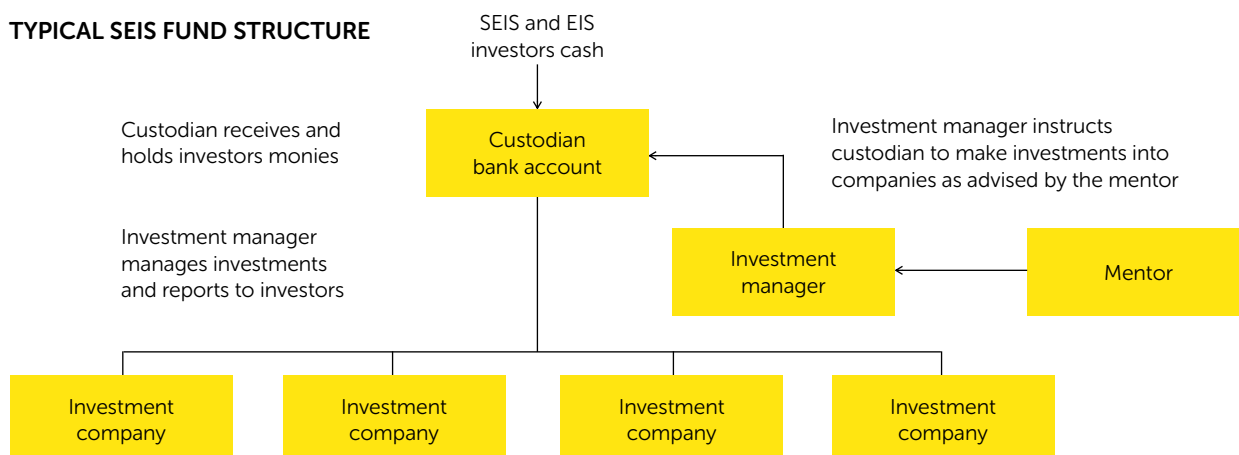 TYPICAL SEIS FUND STRUCTURE
SEIS and EIS
investors cash
Custodian receives and
holds investors monies
Custodian
bank account
Investment manager instructs
custodian to make investments into
companies as advised by the mentor
Investment manager
manages investments
and reports to investors
Investment
manager
Mentor
Investment
company
Investment
company
Investment
company
Investment
company